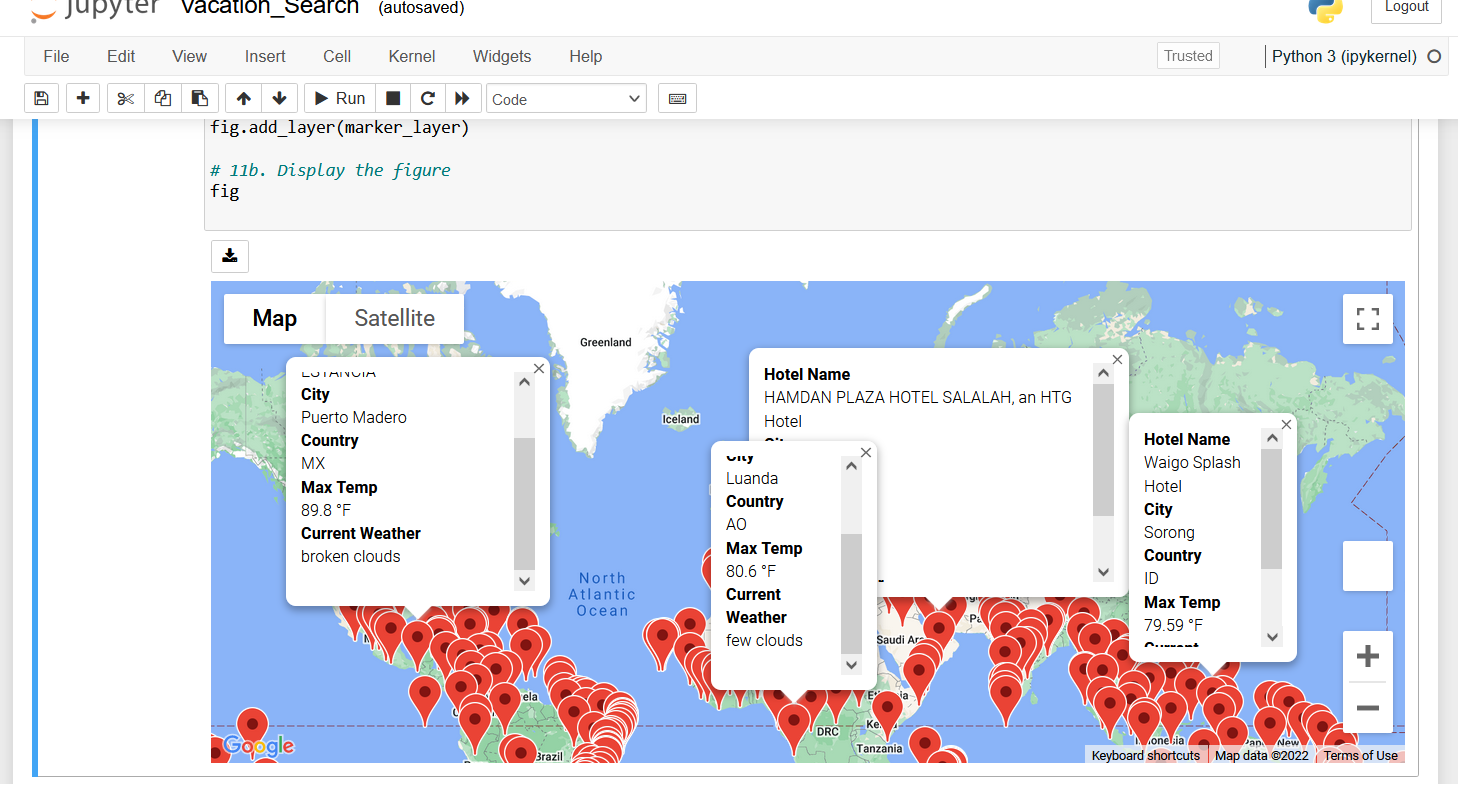 jupyter Vacation_Search (autosaved)
Logout
File Edit View Insert Cell Kernel Widgets Help
Trusted
Python 3 (ipykernel)
Run
Code
fig.add_layer(marker_layer)
# 11b. Display the figure
fig
Map Satellite
Greenland
Iceland
North
Atlantic
Ocean
ESTANCIA
City
Puerto Madero
Country
MX
Max Temp
89.8 °F
Current Weather
broken clouds
Hotel Name
HAMDAN PLAZA HOTEL SALALAH, an HTG
Hotel
City
City
Luanda
Country
AO
Max Temp
80.6 °F
Current
Weather
few clouds
Hotel Name
Waigo Splash
Hotel
City
Sorong
Country
ID
Max Temp
79.59 °F
Current
Saudi Ara
DRC
Tanzania
Brazil
Google
Keyboard shortcuts Map data ©2022 Terms of Use